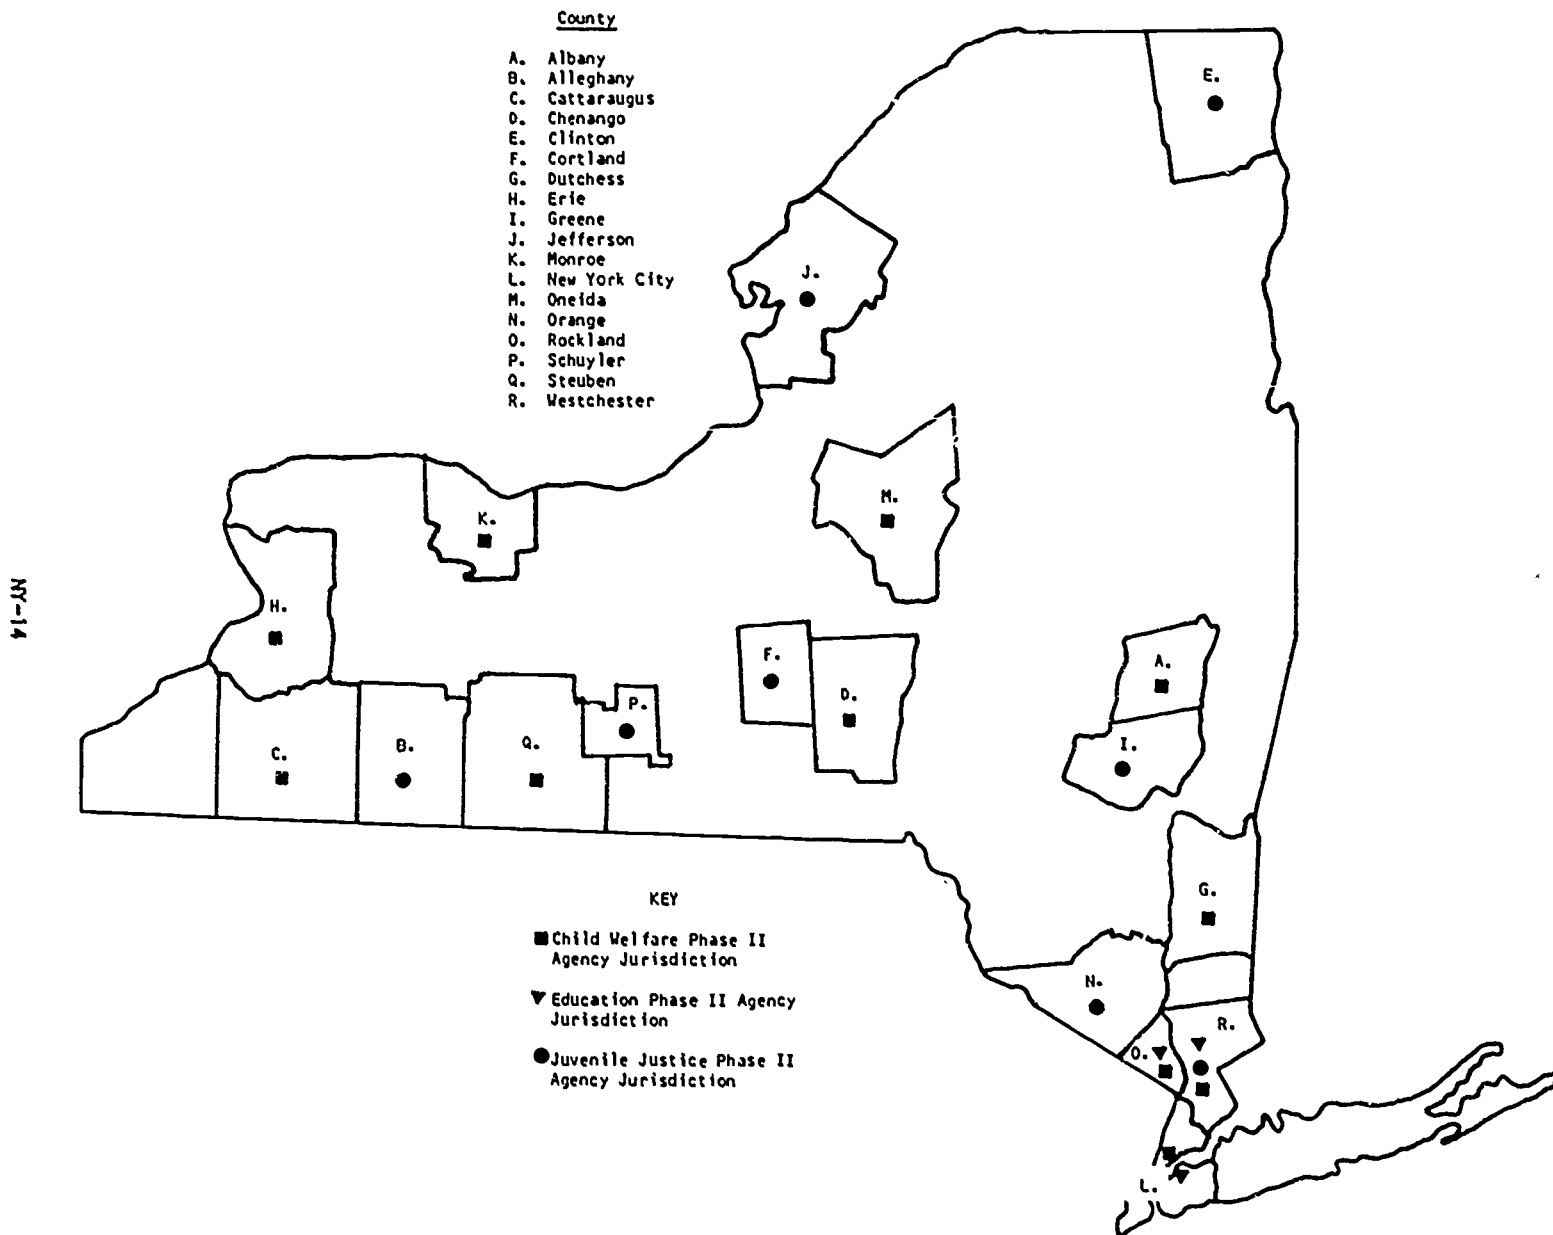 County
A. Albany
B. Alleghany
C. Cattaraugus
D. Chenango
E. Clinton
F. Cortland
G. Dutchess
H. Erie
I. Greene
J. Jefferson
K. Monroe
L. New York City
M. Oneida
N. Orange
O. Rockland
P. Schuyler
Q. Steuben
R. Westchester
E.
J.
K.
M.
H.
F.
D.
A.
P.
C.
B.
Q.
I.
G.
N.
R.
O.
L.
KEY
Child Welfare Phase II
Agency Jurisdiction
Education Phase II Agency
Jurisdiction
Juvenile Justice Phase II
Agency Jurisdiction
NY-14